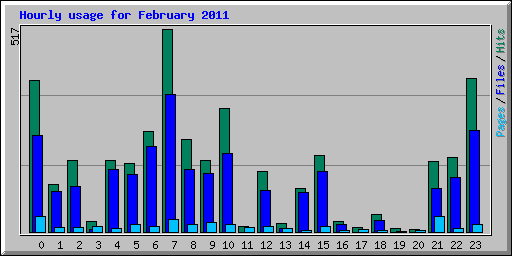 Hourly usage for February 2011
517
Pages / Files / Hits
0 1 2 3 4 5 6 7 8 9 10 11 12 13 14 15 16 17 18 19 20 21 22 23